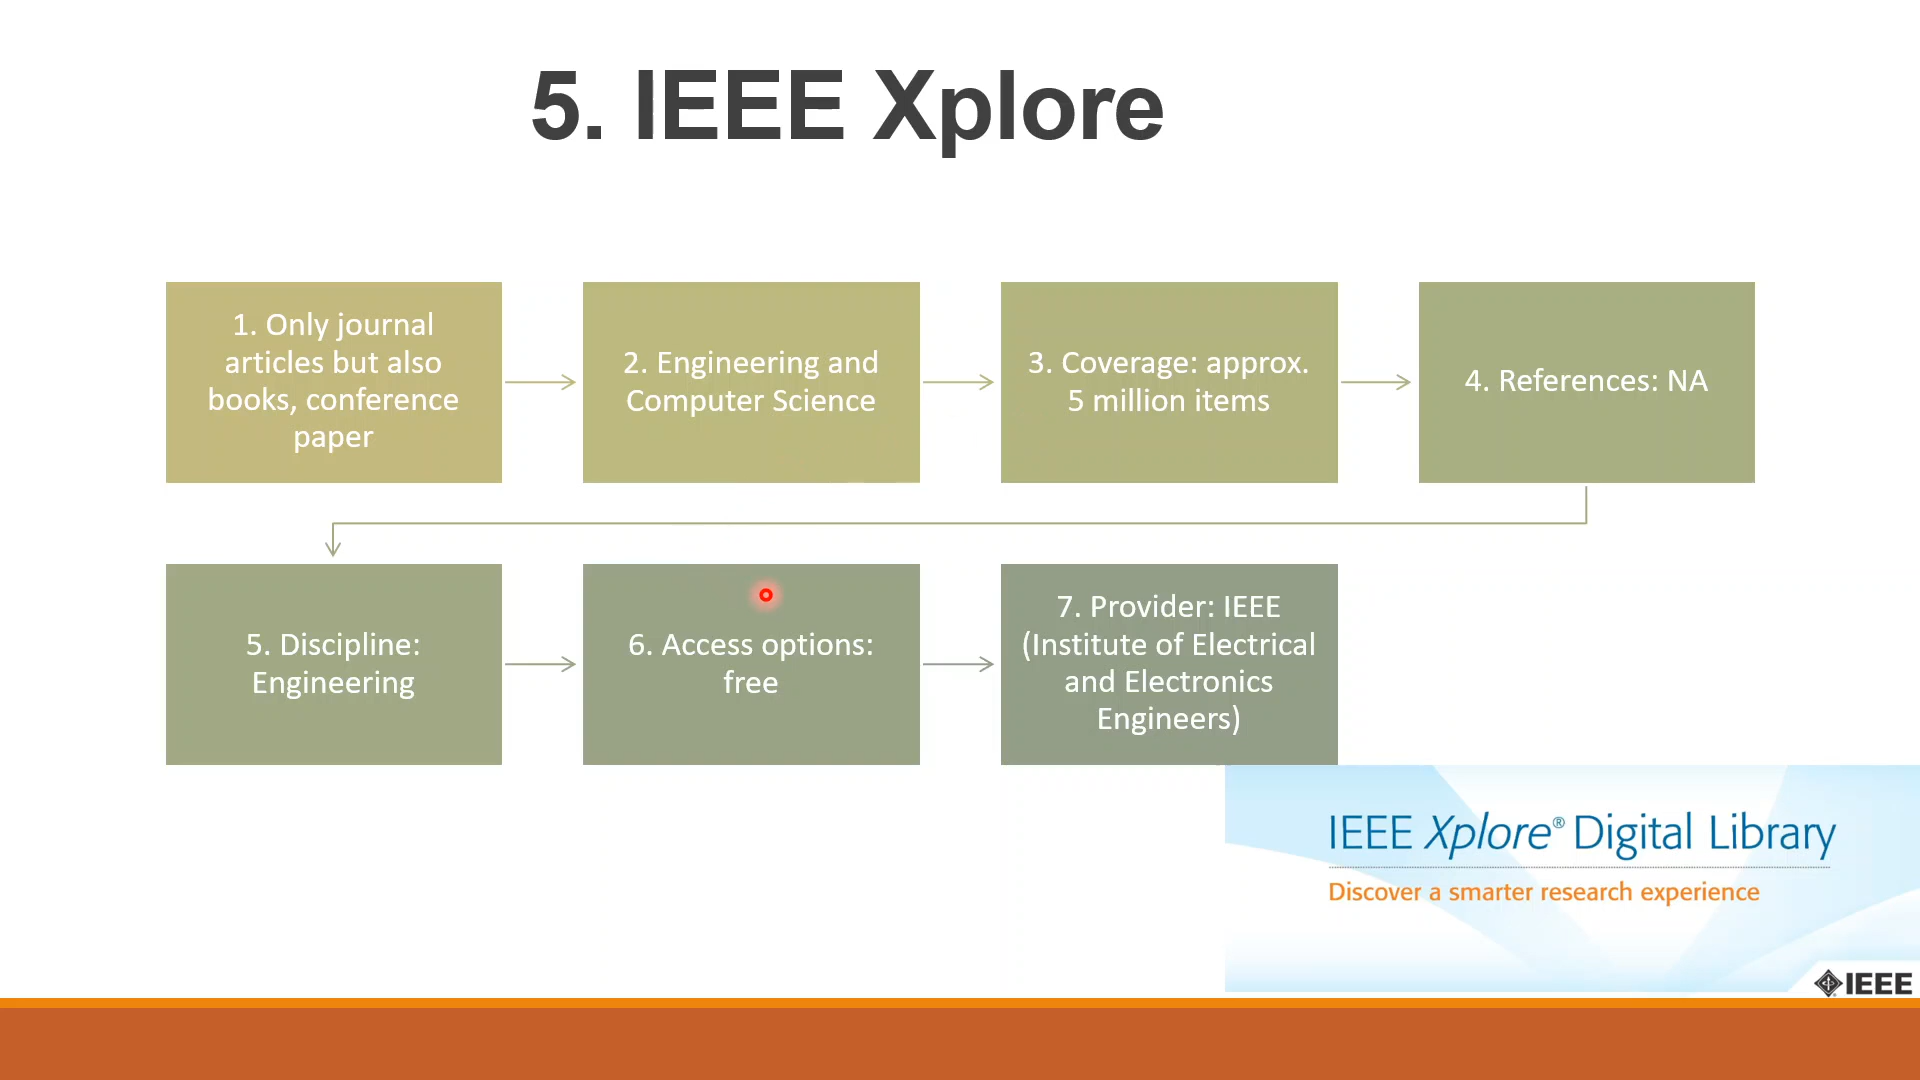 5. IEEE Xplore
1. Only journal
articles but also
books, conference
paper
2. Engineering and
Computer Science
3. Coverage: approx.
5 million items
4. References: NA
5. Discipline:
Engineering
6. Access options:
free
7. Provider: IEEE
(Institute of Electrical
and Electronics
Engineers)
IEEE Xplore® Digital Library
Discover a smarter research experience
IEEE